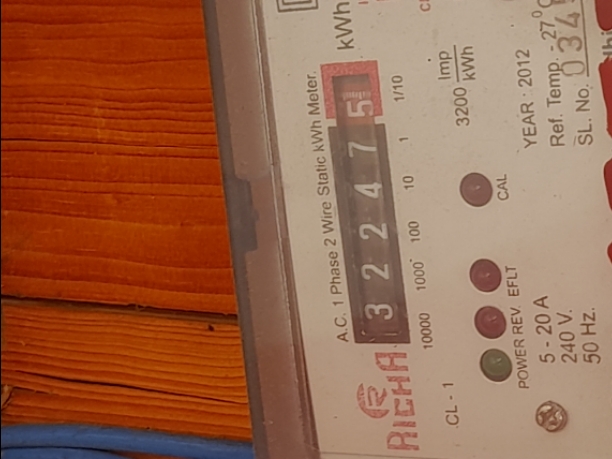 kWh
A.C. 1 Phase 2 Wire Static kWh Meter.
3 2 2 4 7 5
10000 1000 100 10 1 1/10
RICHA
CL - 1
3200 Imp/kWh
CAL
POWER REV. EFLT
5 - 20 A
240 V.
50 Hz.
YEAR - 2012
Ref. Temp. - 27°C
SL. No.